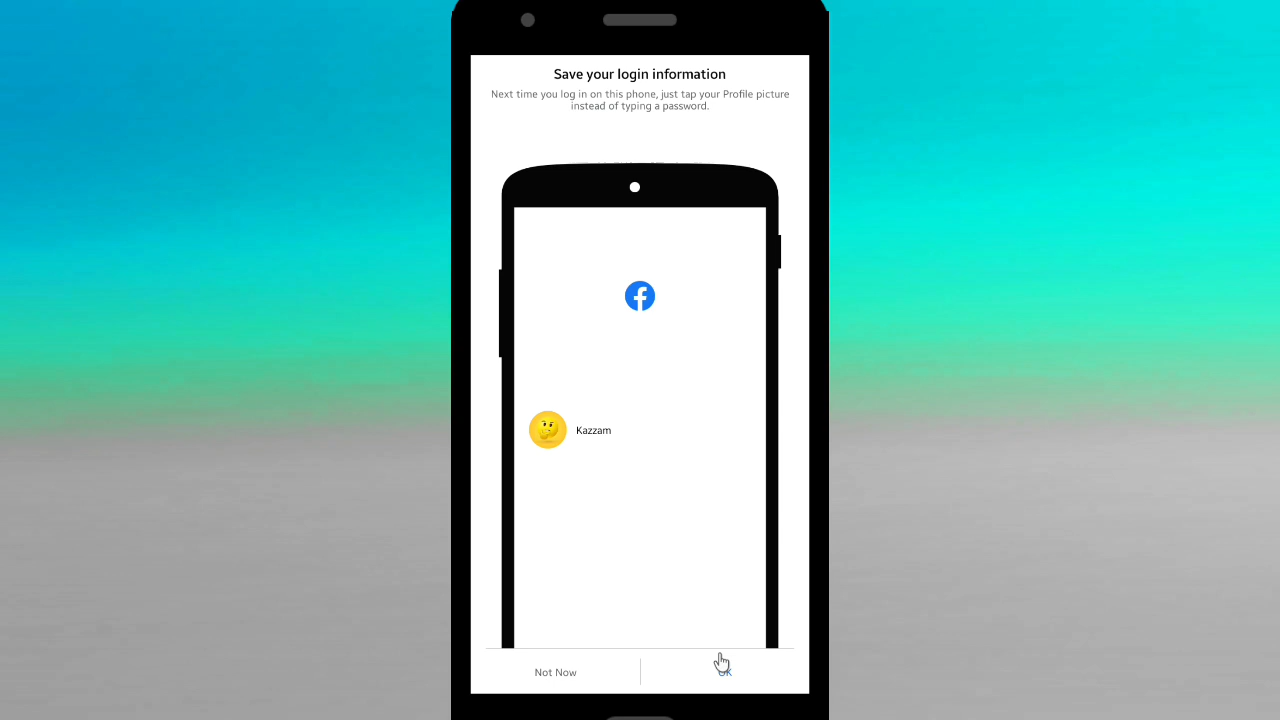 Save your login information
Next time you log in on this phone, just tap your Profile picture
instead of typing a password.
Kazzam
Not Now
OK